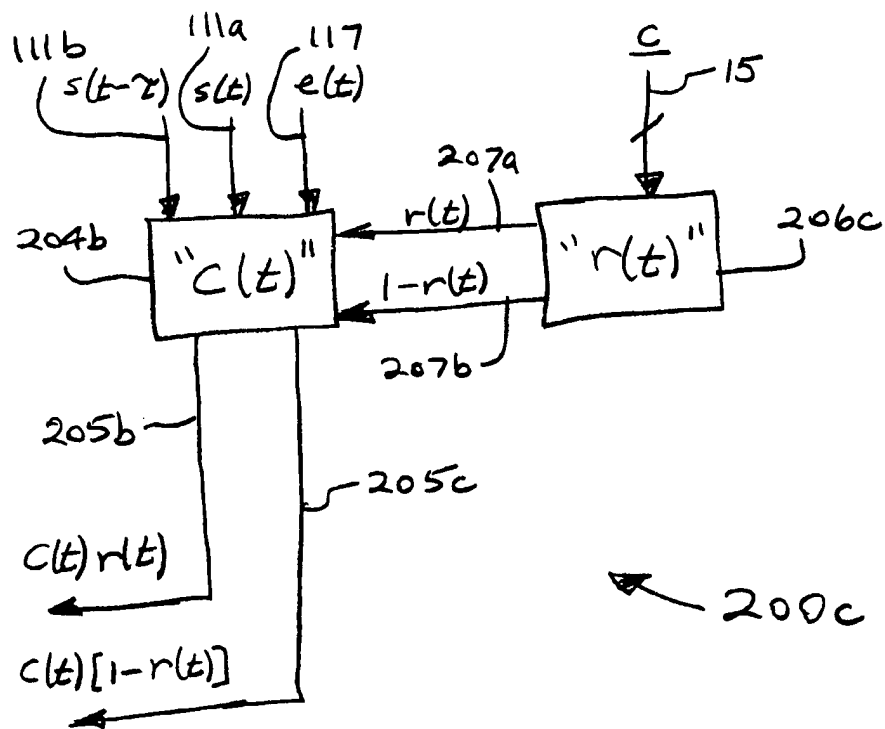 111b 111a 117 C
s(t-τ) s(t) e(t) 15
207a
204b r(t) 206c
"C(t)" "r(t)"
1-r(t)
207b
205b
205c
C(t)r(t)
200c
C(t)[1-r(t)]